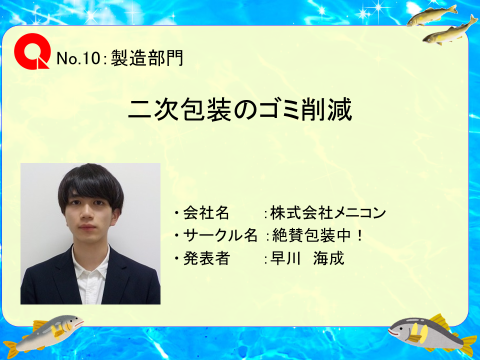 No.10：製造部門
二次包装のゴミ削減
・会社名　　：株式会社メニコン
・サークル名：絶賛包装中！
・発表者　　：早川　海成